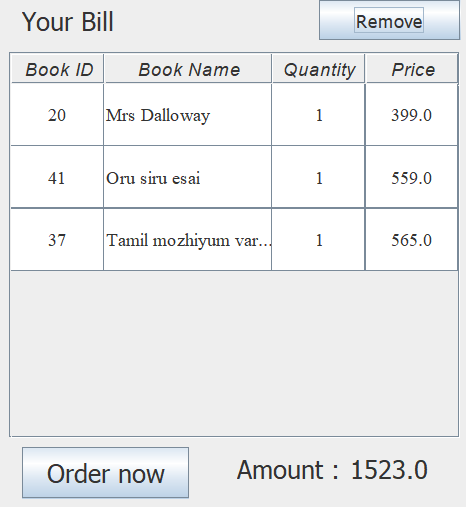 Your Bill
Remove
Book ID Book Name Quantity Price
20 Mrs Dalloway 1 399.0
41 Oru siru esai 1 559.0
37 Tamil mozhiyum var... 1 565.0
Order now
Amount : 1523.0